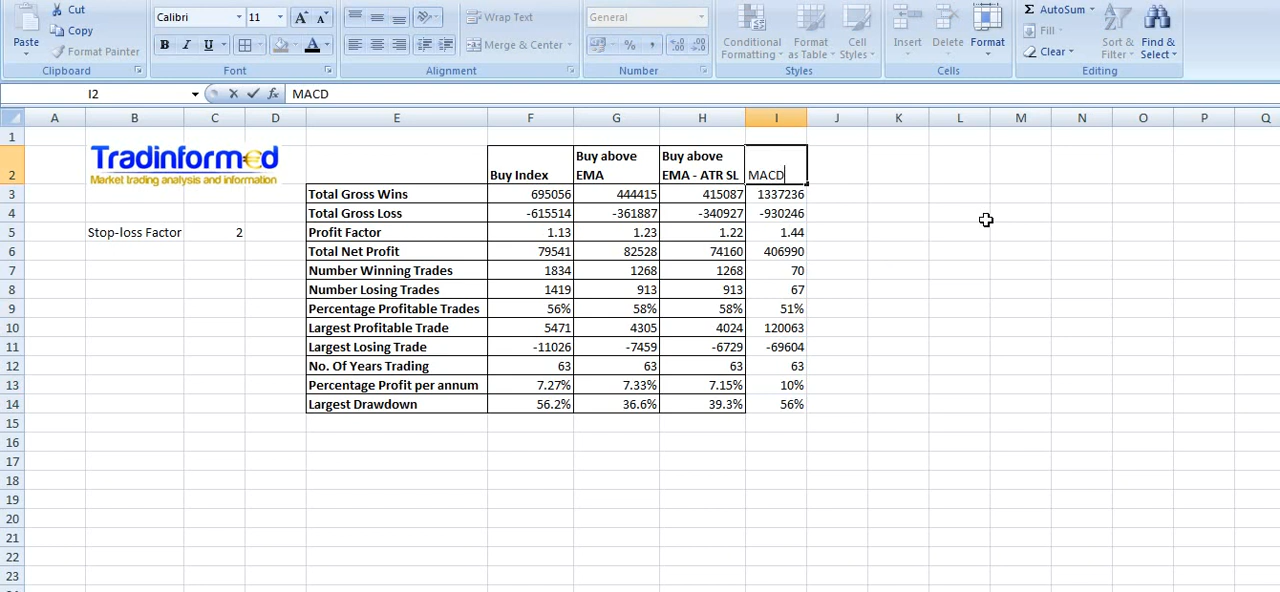 Cut
Copy
Format Painter
Paste
Clipboard
Calibri 11
A A
B I U A
Font
Wrap Text
Merge & Center
Alignment
General
% ,
Number
Conditional Formatting
Format as Table
Cell Styles
Styles
Insert
Delete
Format
Cells
Σ AutoSum
Fill
Clear
Sort & Filter
Find & Select
Editing
I2 fx MACD
A B C D E F G H I J K L M N O P Q
1
2 Tradinformed Buy Index Buy above EMA Buy above EMA - ATR SL MACD
Market trading analysis and information
3 Total Gross Wins 695056 444415 415087 1337236
4 Total Gross Loss -615514 -361887 -340927 -930246
5 Stop-loss Factor 2 Profit Factor 1.13 1.23 1.22 1.44
6 Total Net Profit 79541 82528 74160 406990
7 Number Winning Trades 1834 1268 1268 70
8 Number Losing Trades 1419 913 913 67
9 Percentage Profitable Trades 56% 58% 58% 51%
10 Largest Profitable Trade 5471 4305 4024 120063
11 Largest Losing Trade -11026 -7459 -6729 -69604
12 No. Of Years Trading 63 63 63 63
13 Percentage Profit per annum 7.27% 7.33% 7.15% 10%
14 Largest Drawdown 56.2% 36.6% 39.3% 56%
15
16
17
18
19
20
21
22
23